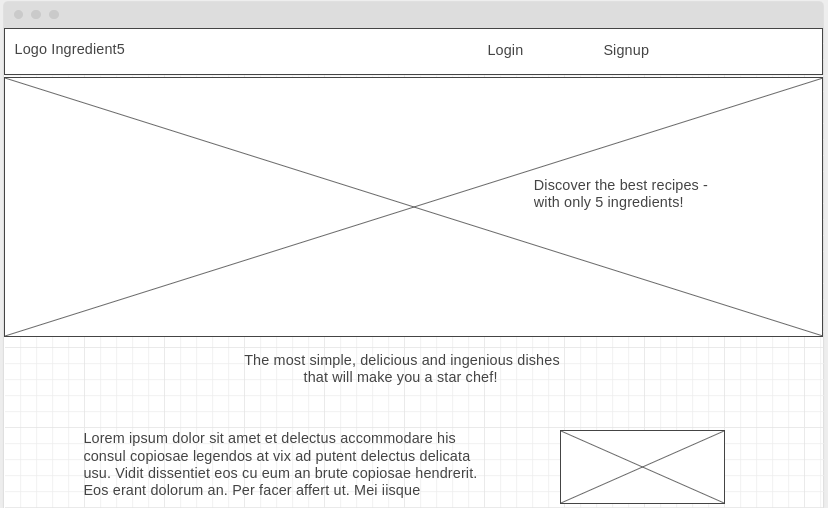 Logo Ingredient5
Login
Signup
Discover the best recipes -
with only 5 ingredients!
The most simple, delicious and ingenious dishes
that will make you a star chef!
Lorem ipsum dolor sit amet et delectus accommodare his
consul copiosae legendos at vix ad putent delectus delicata
usu. Vidit dissentiet eos cu eum an brute copiosae hendrerit.
Eos erant dolorum an. Per facer affert ut. Mei iisque